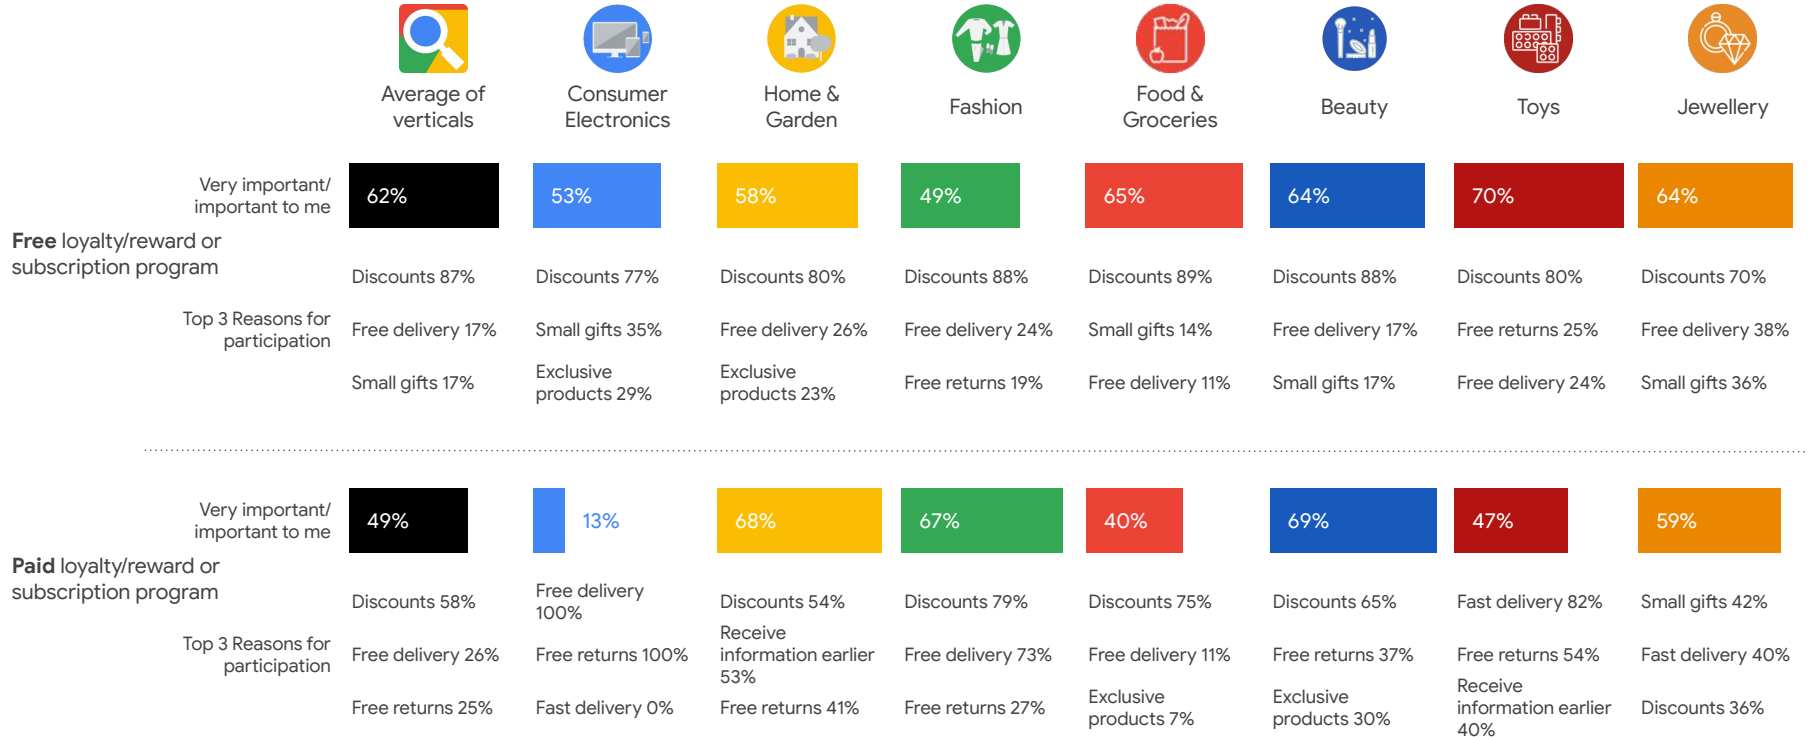 Average of
verticals
Consumer
Electronics
Home &
Garden
Fashion
Food &
Groceries
Beauty
Toys
Jewellery
Very important/
important to me
62%
53%
58%
49%
65%
64%
70%
64%
Free loyalty/reward or
subscription program
Discounts 87%
Discounts 77%
Discounts 80%
Discounts 88%
Discounts 89%
Discounts 88%
Discounts 80%
Discounts 70%
Top 3 Reasons for
participation
Free delivery 17%
Small gifts 35%
Free delivery 26%
Free delivery 24%
Small gifts 14%
Free delivery 17%
Free returns 25%
Free delivery 38%
Small gifts 17%
Exclusive
products 29%
Exclusive
products 23%
Free returns 19%
Free delivery 11%
Small gifts 17%
Free delivery 24%
Small gifts 36%
Very important/
important to me
49%
13%
68%
67%
40%
69%
47%
59%
Paid loyalty/reward or
subscription program
Discounts 58%
Free delivery
100%
Discounts 54%
Discounts 79%
Discounts 75%
Discounts 65%
Fast delivery 82%
Small gifts 42%
Top 3 Reasons for
participation
Free delivery 26%
Free returns 100%
Receive
information earlier
53%
Free delivery 73%
Free delivery 11%
Free returns 37%
Free returns 54%
Fast delivery 40%
Free returns 25%
Fast delivery 0%
Free returns 41%
Free returns 27%
Exclusive
products 7%
Exclusive
products 30%
Receive
information earlier
40%
Discounts 36%